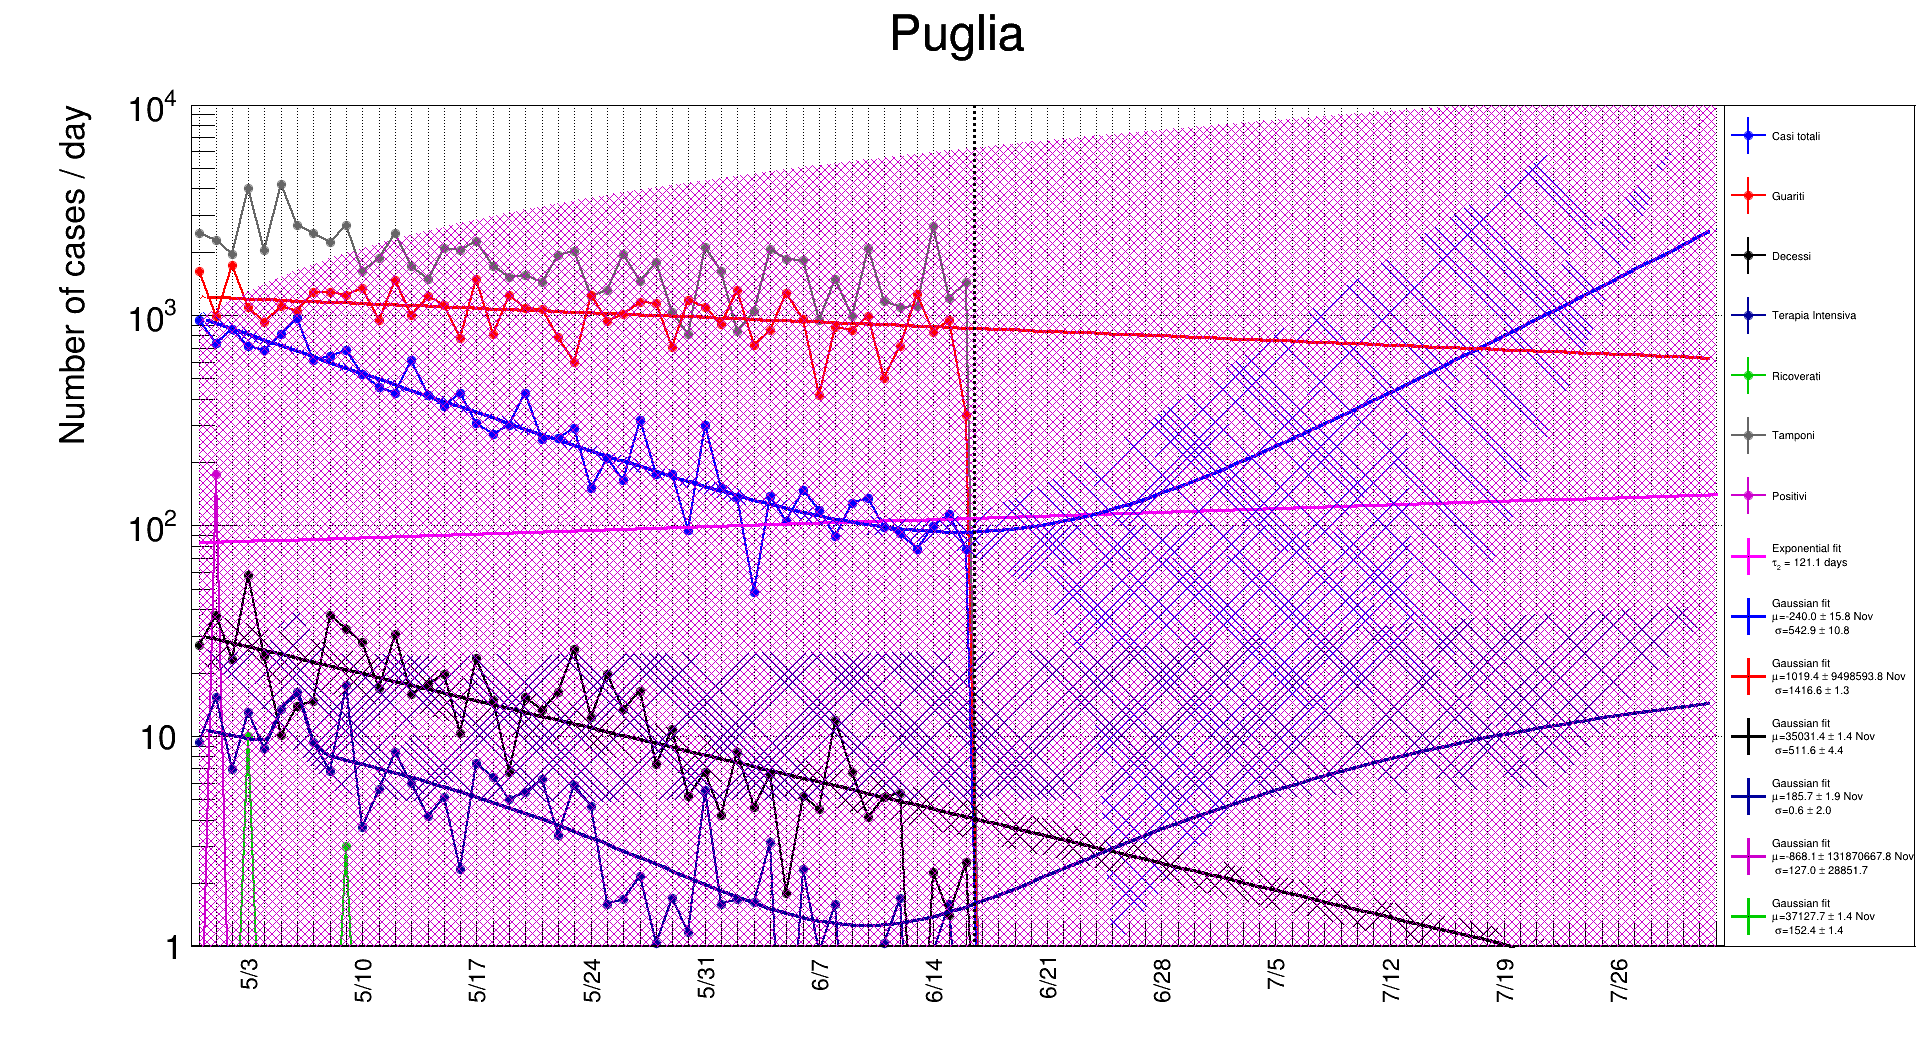 Puglia
Number of cases / day
10^4
10^3
10^2
10
1
5/3
5/10
5/17
5/24
5/31
6/7
6/14
6/21
6/28
7/5
7/12
7/19
7/26
Casi totali
Guariti
Decessi
Terapia Intensiva
Ricoverati
Tamponi
Positivi
Exponential fit
τ₂ = 121.1 days
Gaussian fit
μ=-240.0 ± 15.8 Nov
σ=542.9 ± 10.8
Gaussian fit
μ=1019.4 ± 9498593.8 Nov
σ=1416.6 ± 1.3
Gaussian fit
μ=35031.4 ± 1.4 Nov
σ=511.6 ± 4.4
Gaussian fit
μ=185.7 ± 1.9 Nov
σ=0.6 ± 2.0
Gaussian fit
μ=-868.1 ± 131870667.8 Nov
σ=127.0 ± 28851.7
Gaussian fit
μ=37127.7 ± 1.4 Nov
σ=152.4 ± 1.4